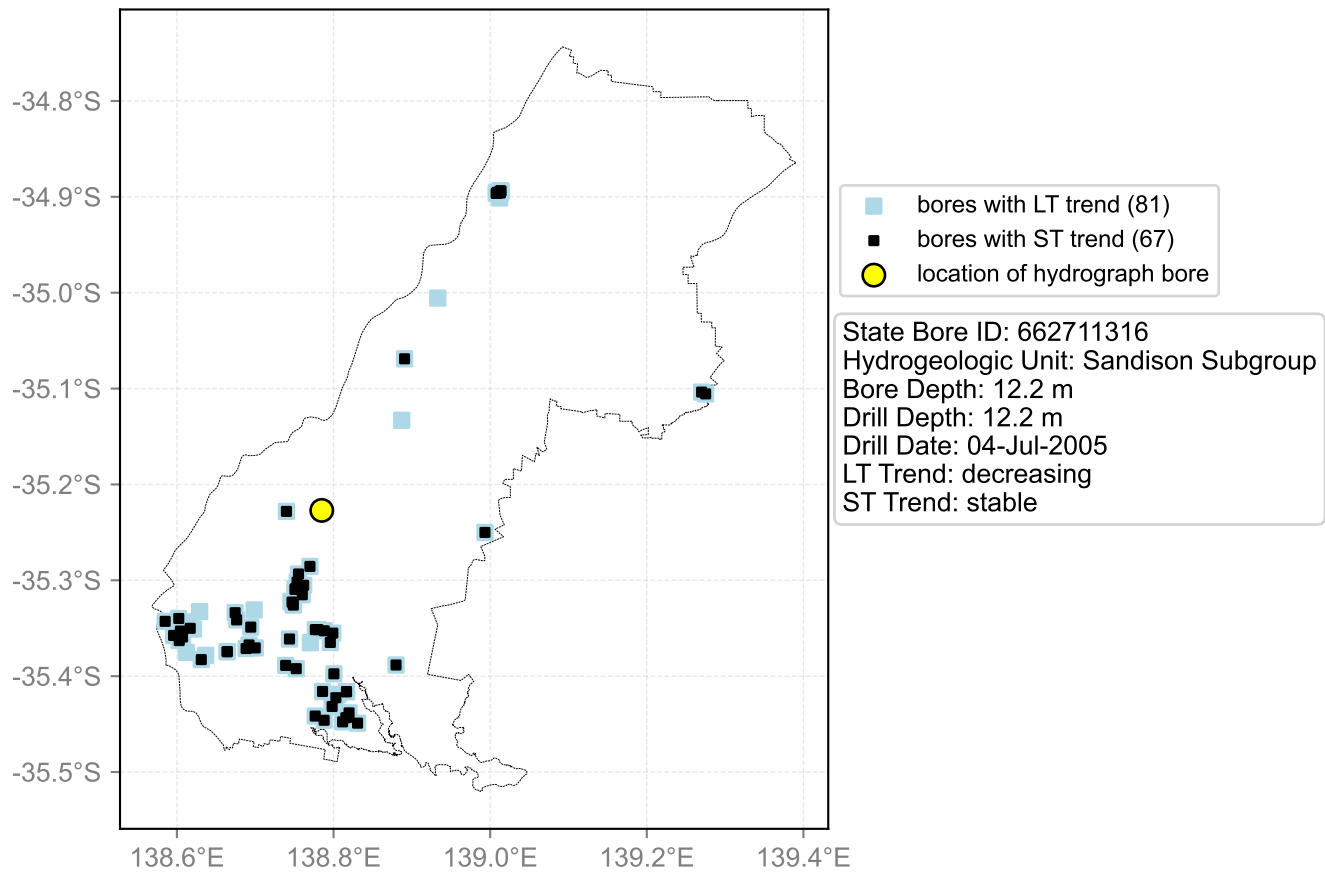 -34.8°S
-34.9°S
-35.0°S
-35.1°S
-35.2°S
-35.3°S
-35.4°S
-35.5°S
138.6°E
138.8°E
139.0°E
139.2°E
139.4°E
bores with LT trend (81)
bores with ST trend (67)
location of hydrograph bore
State Bore ID: 662711316
Hydrogeologic Unit: Sandison Subgroup
Bore Depth: 12.2 m
Drill Depth: 12.2 m
Drill Date: 04-Jul-2005
LT Trend: decreasing
ST Trend: stable